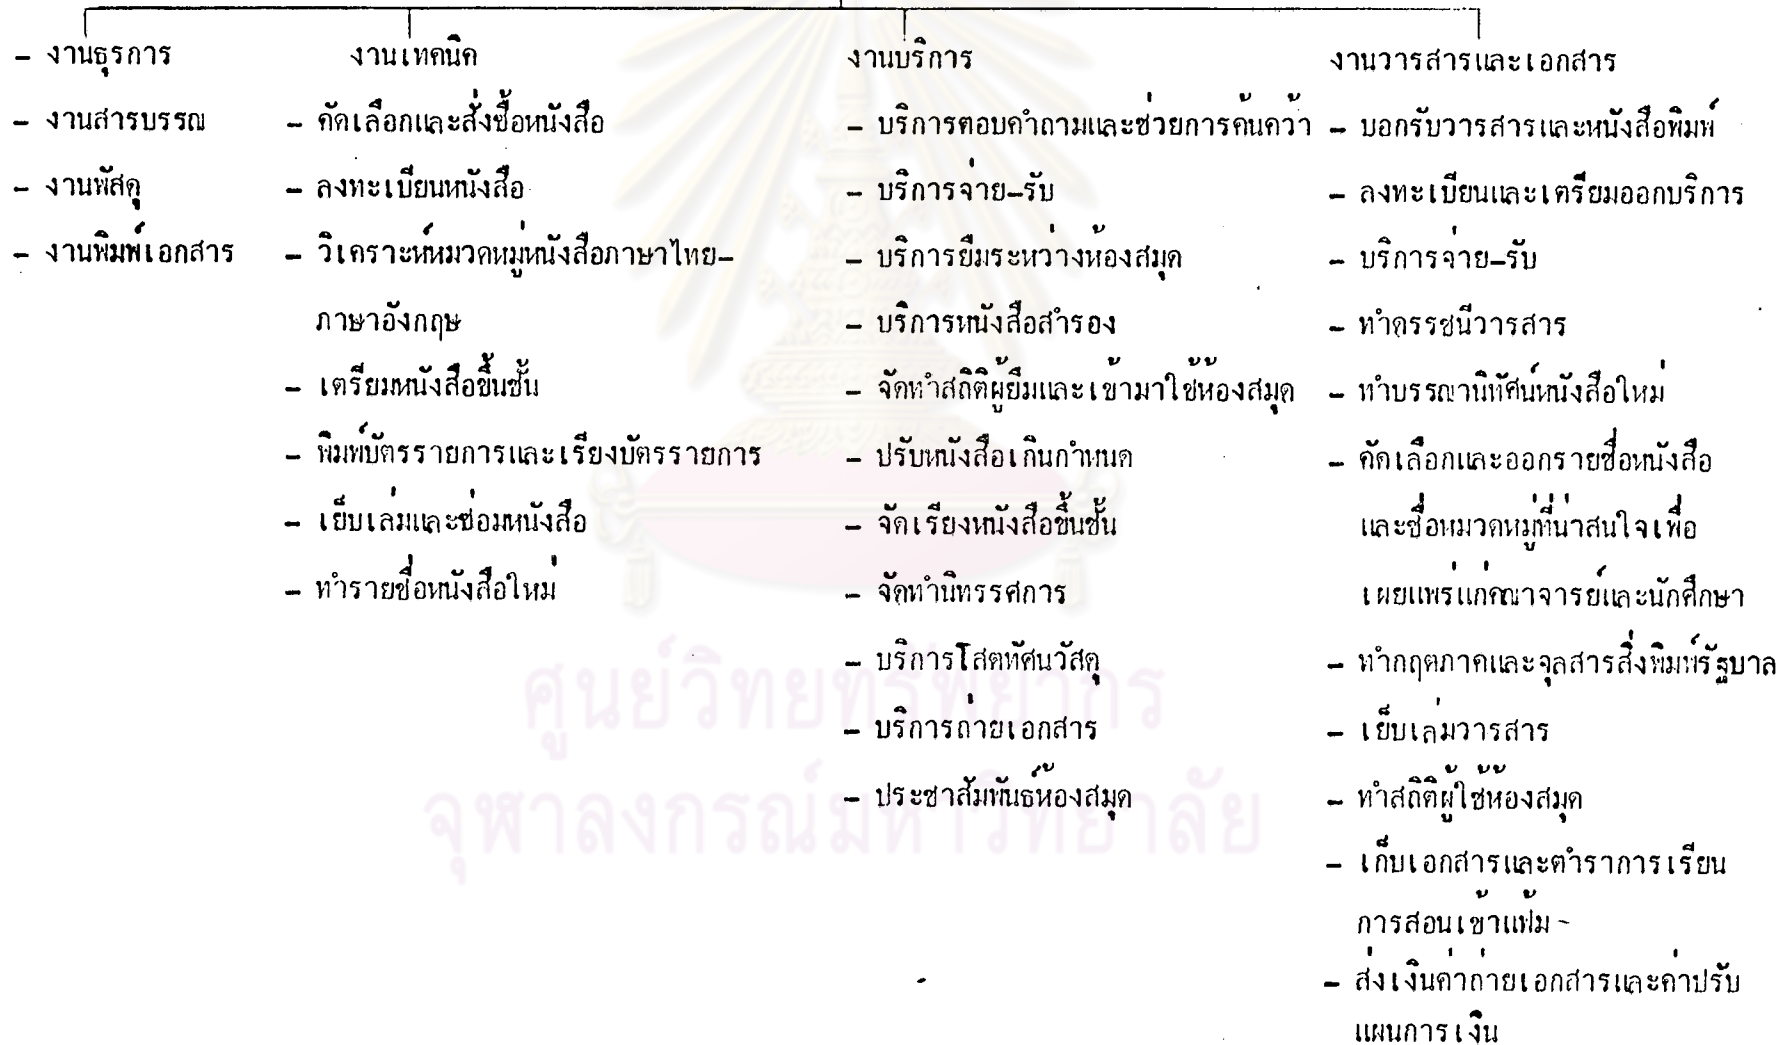 - งานธุรการ
- งานสารบรรณ
- งานพัสดุ
- งานพิมพ์เอกสาร
งานเทคนิค
- คัดเลือกและสั่งซื้อหนังสือ
- ลงทะเบียนหนังสือ
- วิเคราะห์หมวดหมู่หนังสือภาษาไทย-
ภาษาอังกฤษ
- เตรียมหนังสือขึ้นชั้น
- พิมพ์บัตรรายการและเรียงบัตรรายการ
- เย็บเล่มและซ่อมหนังสือ
- ทำรายชื่อหนังสือใหม่
งานบริการ
- บริการตอบคำถามและช่วยการค้นคว้า
- บริการจ่าย-รับ
- บริการยืมระหว่างห้องสมุด
- บริการหนังสือสำรอง
- จัดทำสถิติผู้ยืมและเข้ามาใช้ห้องสมุด
- ปรับหนังสือเกินกำหนด
- จัดเรียงหนังสือขึ้นชั้น
- จัดทำนิทรรศการ
- บริการโสตทัศนวัสดุ
- บริการถ่ายเอกสาร
- ประชาสัมพันธ์ห้องสมุด
งานวารสารและเอกสาร
- บอกรับวารสารและหนังสือพิมพ์
- ลงทะเบียนและเตรียมออกบริการ
- บริการจ่าย-รับ
- ทำดรรชนีวารสาร
- ทำบรรณานิทัศน์หนังสือใหม่
- คัดเลือกและออกรายชื่อหนังสือ
และชื่อหมวดหมู่ที่น่าสนใจเพื่อ
เผยแพร่แก่คณาจารย์และนักศึกษา
- ทำกฤตภาคและจุลสารสิ่งพิมพ์รัฐบาล
- เย็บเล่มวารสาร
- ทำสถิติผู้ใช้ห้องสมุด
- เก็บเอกสารและตำราการเรียน
การสอนเข้าแฟ้ม -
- ส่งเงินค่าถ่ายเอกสารและค่าปรับ
แผนการเงิน
ศูนย์วิทยทรัพยากร
จุฬาลงกรณ์มหาวิทยาลัย